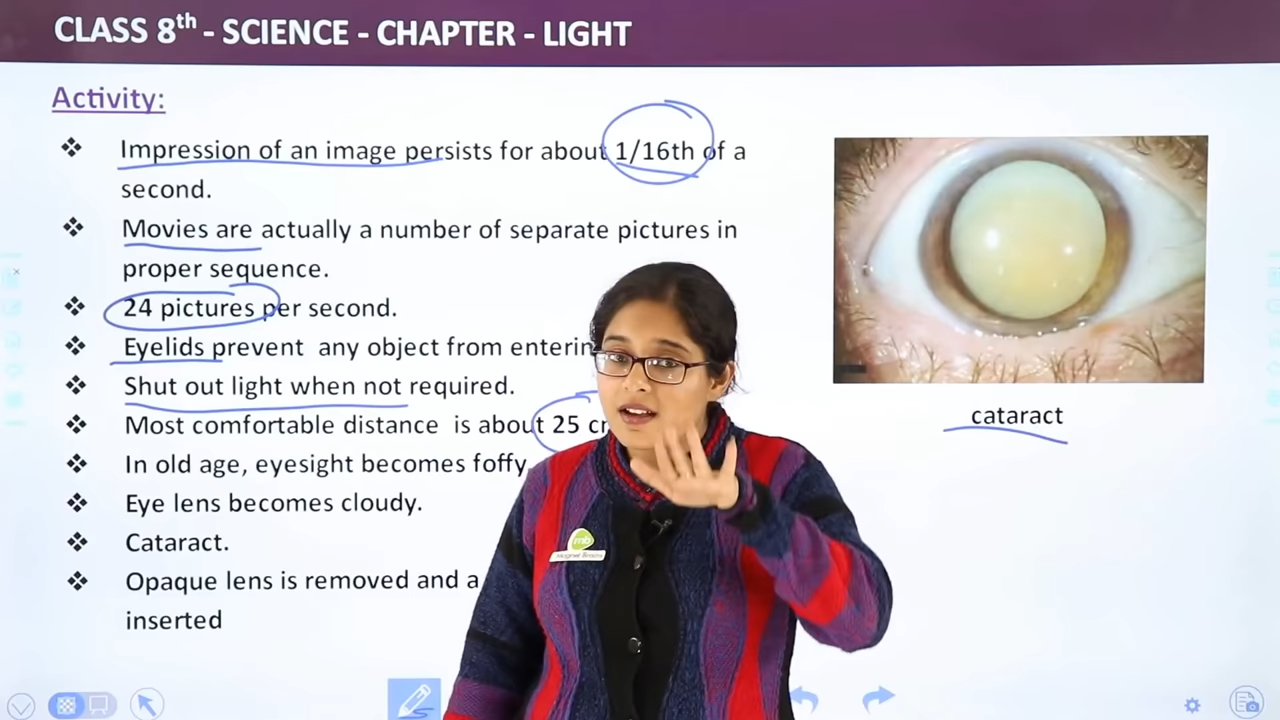 CLASS 8th - SCIENCE - CHAPTER - LIGHT
Activity:
❖ Impression of an image persists for about 1/16th of a
second.
❖ Movies are actually a number of separate pictures in
proper sequence.
❖ 24 pictures per second.
❖ Eyelids prevent any object from
❖ Shut out light when not required.
❖ Most comfortable distance is about 25
❖ In old age, eyesight becomes foffy
❖ Eye lens becomes cloudy.
❖ Cataract.
❖ Opaque lens is removed and a
inserted
cataract
mb
Magnet Brains